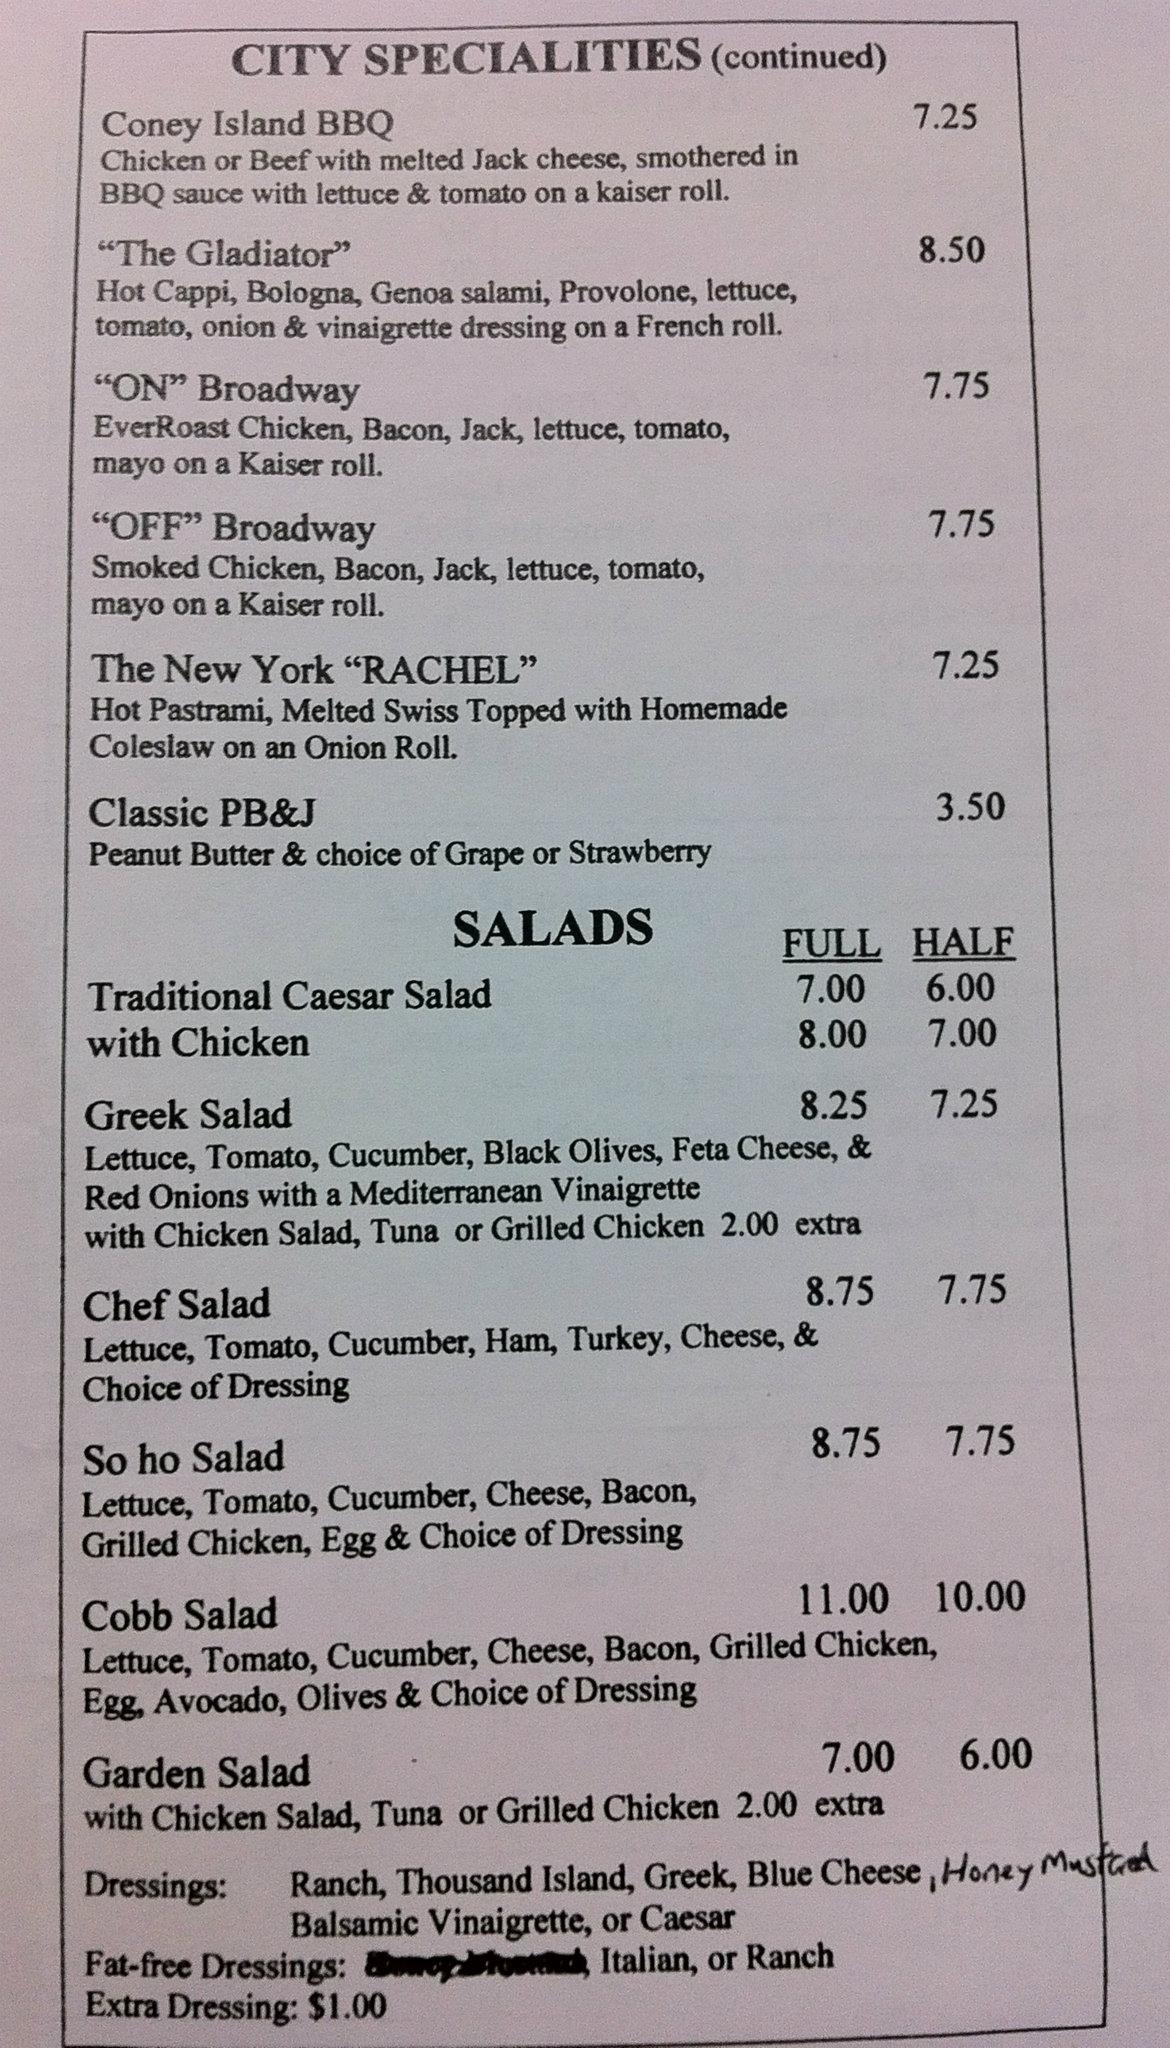 CITY SPECIALITIES (continued)
Coney Island BBQ 7.25
Chicken or Beef with melted Jack cheese, smothered in
BBQ sauce with lettuce & tomato on a kaiser roll.
“The Gladiator” 8.50
Hot Cappi, Bologna, Genoa salami, Provolone, lettuce,
tomato, onion & vinaigrette dressing on a French roll.
“ON” Broadway 7.75
EverRoast Chicken, Bacon, Jack, lettuce, tomato,
mayo on a Kaiser roll.
“OFF” Broadway 7.75
Smoked Chicken, Bacon, Jack, lettuce, tomato,
mayo on a Kaiser roll.
The New York “RACHEL” 7.25
Hot Pastrami, Melted Swiss Topped with Homemade
Coleslaw on an Onion Roll.
Classic PB&J 3.50
Peanut Butter & choice of Grape or Strawberry
SALADS
FULL HALF
Traditional Caesar Salad 7.00 6.00
with Chicken 8.00 7.00
Greek Salad 8.25 7.25
Lettuce, Tomato, Cucumber, Black Olives, Feta Cheese, &
Red Onions with a Mediterranean Vinaigrette
with Chicken Salad, Tuna or Grilled Chicken 2.00 extra
Chef Salad 8.75 7.75
Lettuce, Tomato, Cucumber, Ham, Turkey, Cheese, &
Choice of Dressing
So ho Salad 8.75 7.75
Lettuce, Tomato, Cucumber, Cheese, Bacon,
Grilled Chicken, Egg & Choice of Dressing
Cobb Salad 11.00 10.00
Lettuce, Tomato, Cucumber, Cheese, Bacon, Grilled Chicken,
Egg, Avocado, Olives & Choice of Dressing
Garden Salad 7.00 6.00
with Chicken Salad, Tuna or Grilled Chicken 2.00 extra
Dressings: Ranch, Thousand Island, Greek, Blue Cheese, Honey Mustard
Balsamic Vinaigrette, or Caesar
Fat-free Dressings: , Italian, or Ranch
Extra Dressing: $1.00